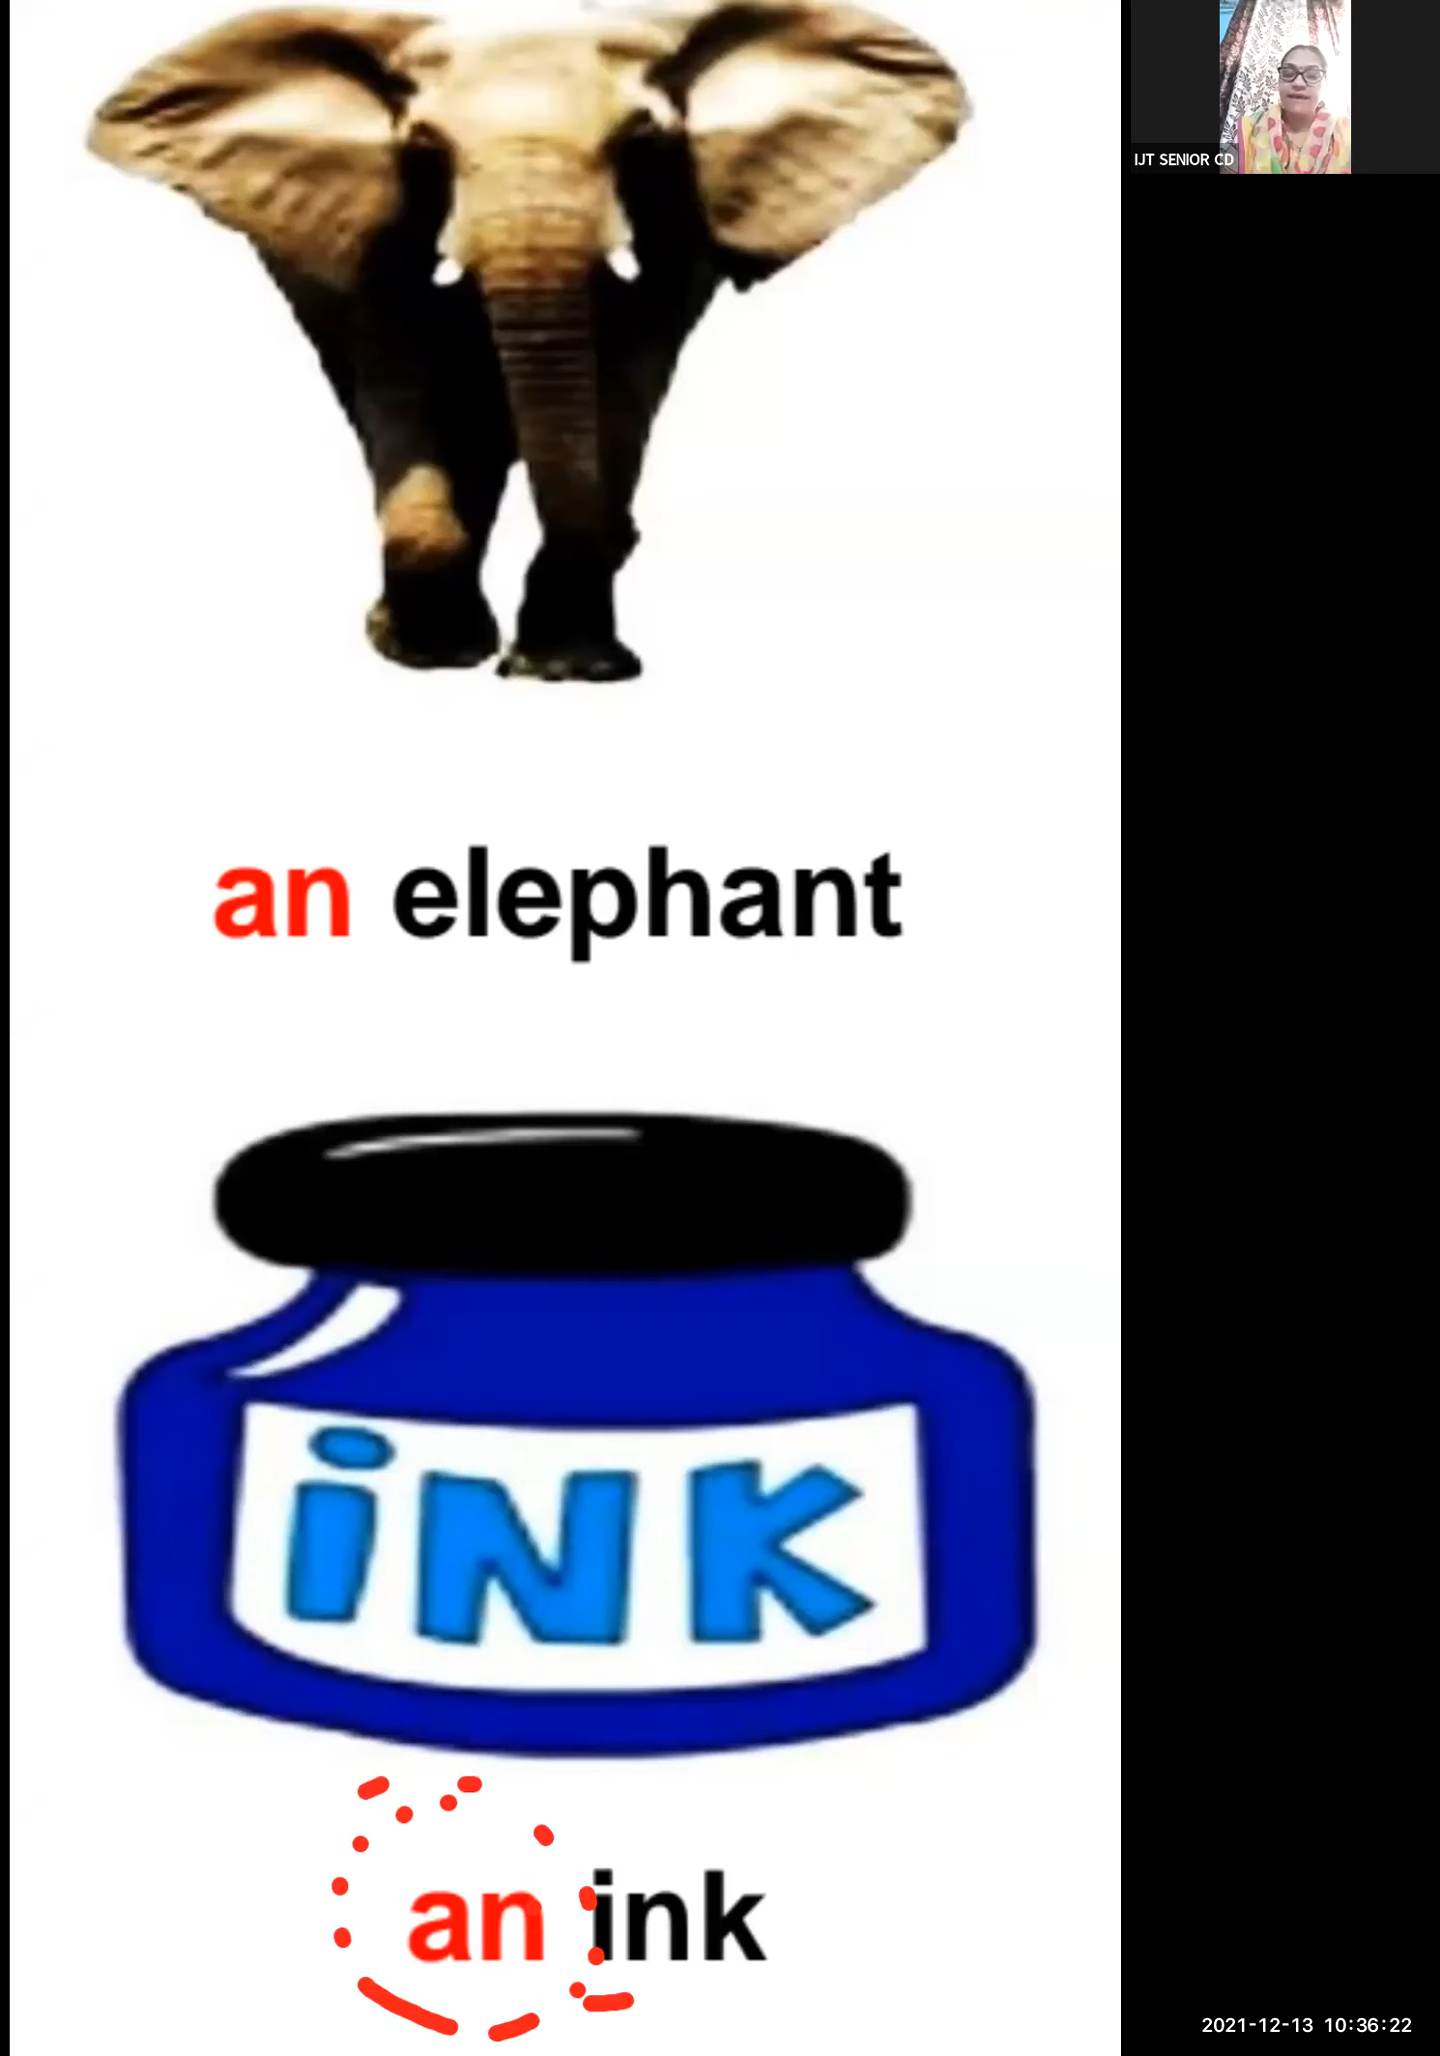 IJT SENIOR CD
an elephant
iNK
an ink
2021-12-13 10:36:22